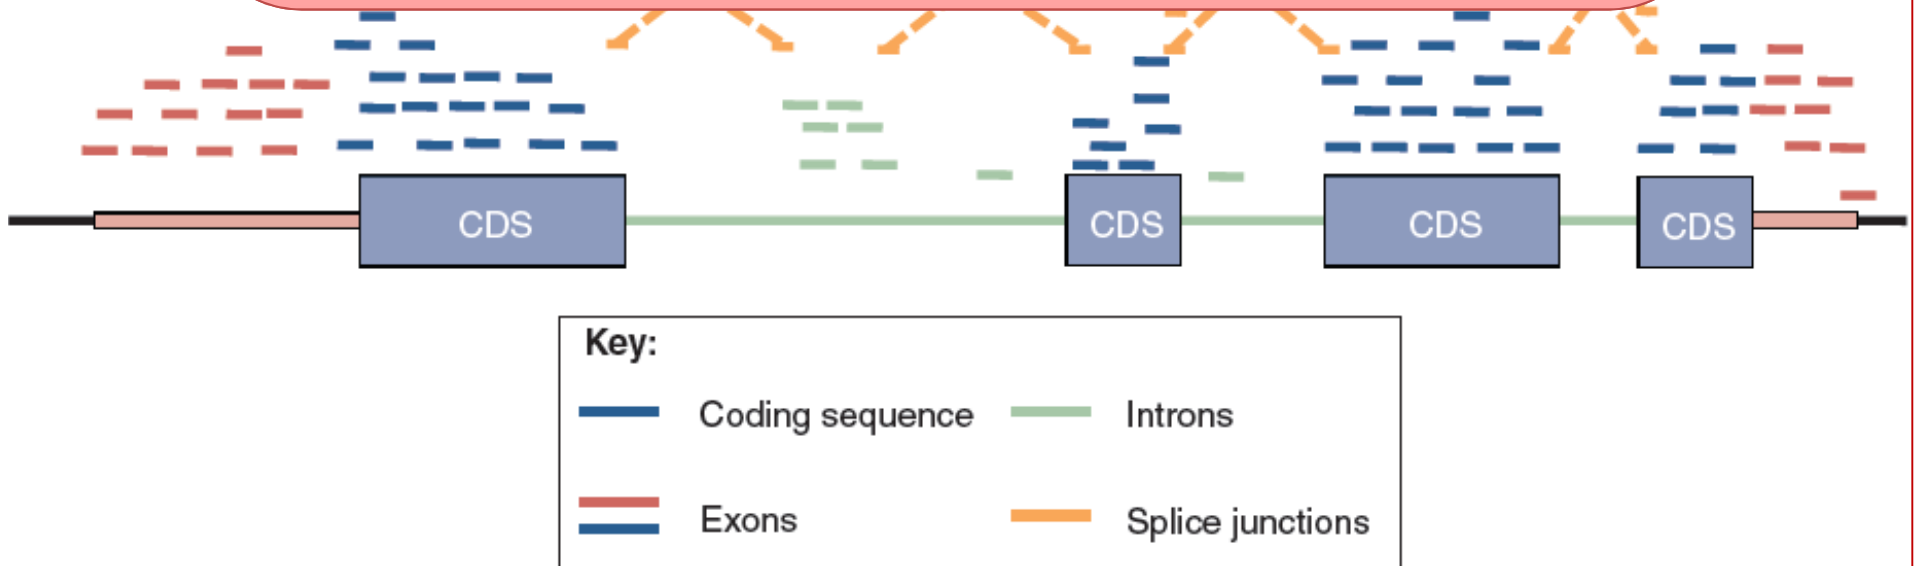 CDS CDS CDS CDS
Key:
Coding sequence Introns
Exons Splice junctions